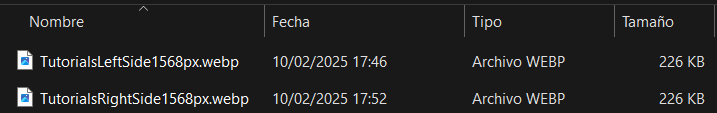 Nombre Fecha Tipo Tamaño
TutorialsLeftSide1568px.webp 10/02/2025 17:46 Archivo WEBP 226 KB
TutorialsRightSide1568px.webp 10/02/2025 17:52 Archivo WEBP 226 KB